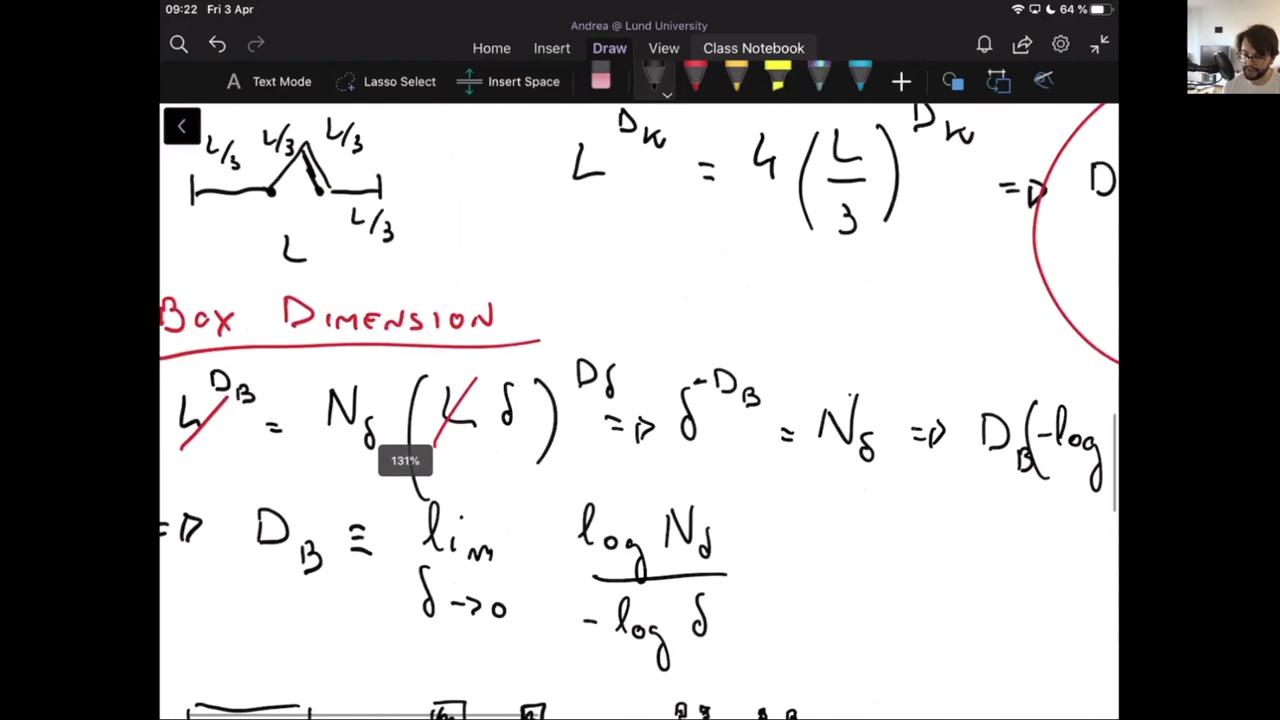 09:22 Fri 3 Apr 64 %
Andrea @ Lund University
Home Insert Draw View Class Notebook
Text Mode Lasso Select Insert Space
L/3 L/3 L/3
L/3
L
L^{D_K} = 4 (L/3)^{D_K} => D
BOX DIMENSION
L^{D_B} = N_δ (L δ)^{Dδ} => δ^{-D_B} = N_δ => D_B(-log
131%
=> D_B ≡ lim δ->0 log N_δ / -log δ